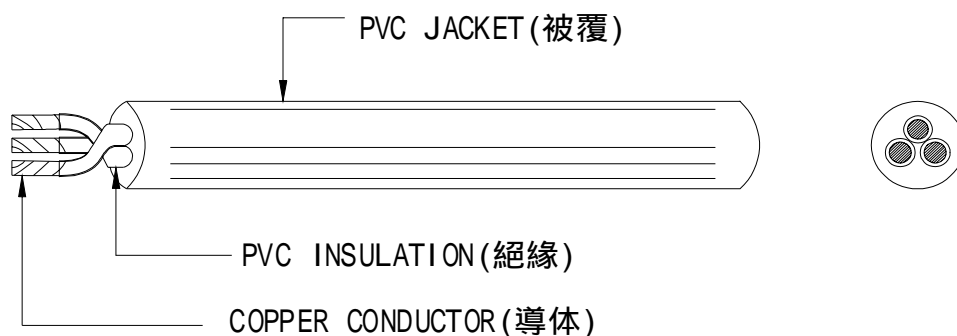 PVC JACKET(被覆)
PVC INSULATION(絕緣)
COPPER CONDUCTOR(導体)